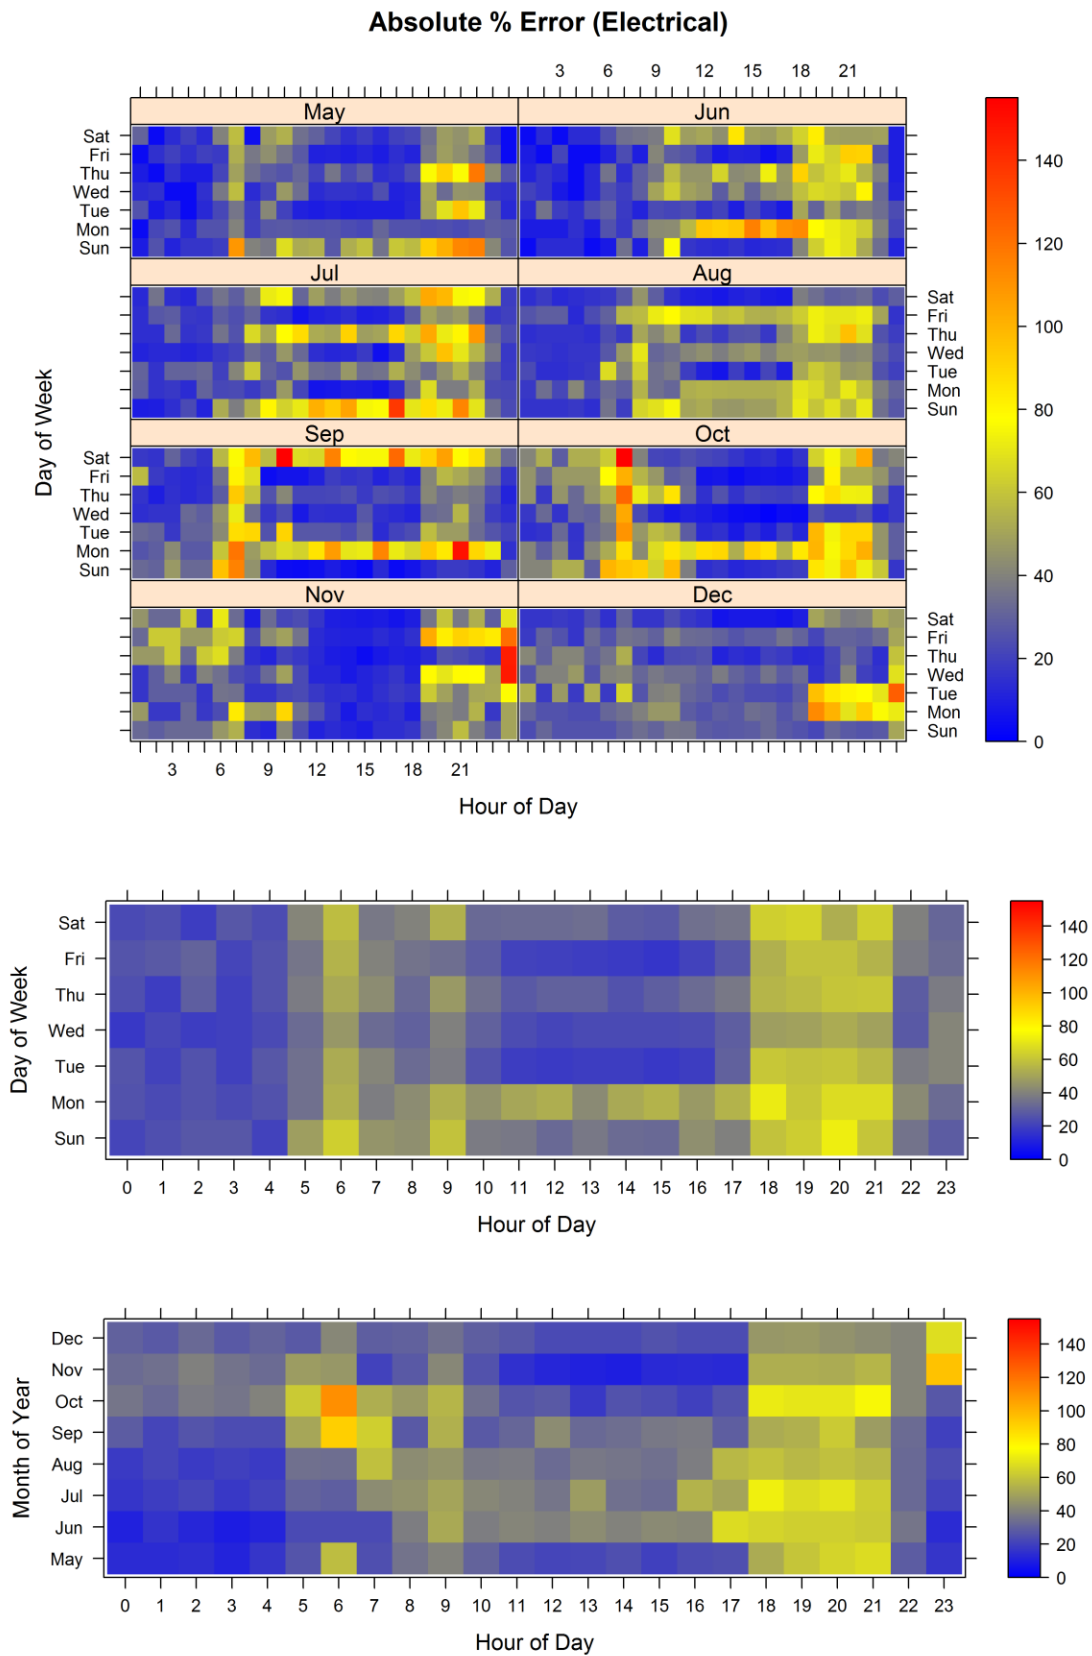 Absolute % Error (Electrical)
3 6 9 12 15 18 21
May Jun
Sat
Fri
Thu
Wed
Tue
Mon
Sun
Jul Aug
Sat
Fri
Thu
Wed
Tue
Mon
Sun
Sep Oct
Sat
Fri
Thu
Wed
Tue
Mon
Sun
Nov Dec
Sat
Fri
Thu
Wed
Tue
Mon
Sun
3 6 9 12 15 18 21
Hour of Day
Day of Week
140
120
100
80
60
40
20
0
Sat
Fri
Thu
Wed
Tue
Mon
Sun
0 1 2 3 4 5 6 7 8 9 10 11 12 13 14 15 16 17 18 19 20 21 22 23
Hour of Day
Day of Week
140
120
100
80
60
40
20
0
Dec
Nov
Oct
Sep
Aug
Jul
Jun
May
0 1 2 3 4 5 6 7 8 9 10 11 12 13 14 15 16 17 18 19 20 21 22 23
Hour of Day
Month of Year
140
120
100
80
60
40
20
0